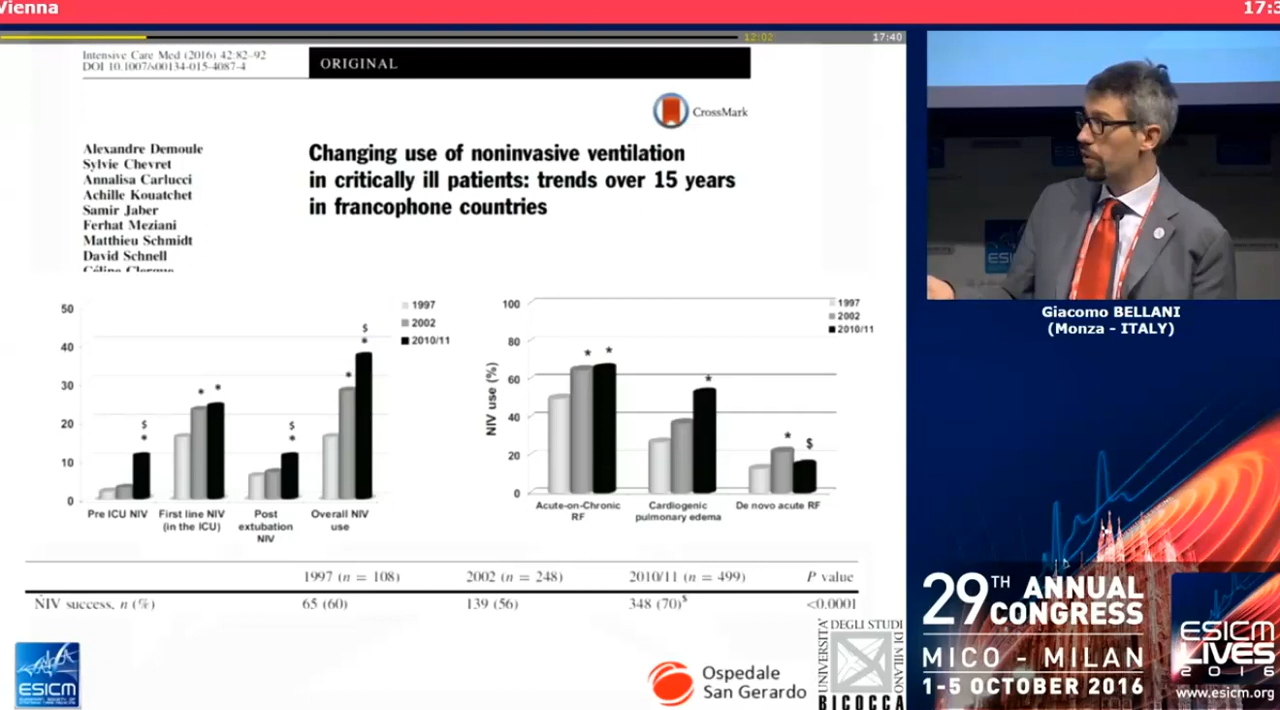 Vienna
17:3
12:02
17:40
Intensive Care Med (2016) 42:82–92
DOI 10.1007/s00134-015-4087-4
ORIGINAL
CrossMark
Alexandre Demoule
Sylvie Chevret
Annalisa Carlucci
Achille Kouatchet
Samir Jaber
Ferhat Meziani
Matthieu Schmidt
David Schnell
Céline Clergue
Changing use of noninvasive ventilation
in critically ill patients: trends over 15 years
in francophone countries
50
40
30
20
10
0
1997
2002
2010/11
$
*
* *
$
*
*
$
*
Pre ICU NIV
First line NIV
(in the ICU)
Post
extubation
NIV
Overall NIV
use
NIV use (%)
100
80
60
40
20
0
1997
2002
2010/11
* *
*
* $
Acute-on-Chronic
RF
Cardiogenic
pulmonary edema
De novo acute RF
1997 (n = 108) 2002 (n = 248) 2010/11 (n = 499) P value
NIV success, n (%) 65 (60) 139 (56) 348 (70)$ <0.0001
ESICM
Ospedale
San Gerardo
UNIVERSITA'
DEGLI STUDI
DI MILANO
BICOCCA
Giacomo BELLANI
(Monza - ITALY)
29TH ANNUAL
CONGRESS
MICO - MILAN
1-5 OCTOBER 2016
ESICM
LIVES
2016
www.esicm.org